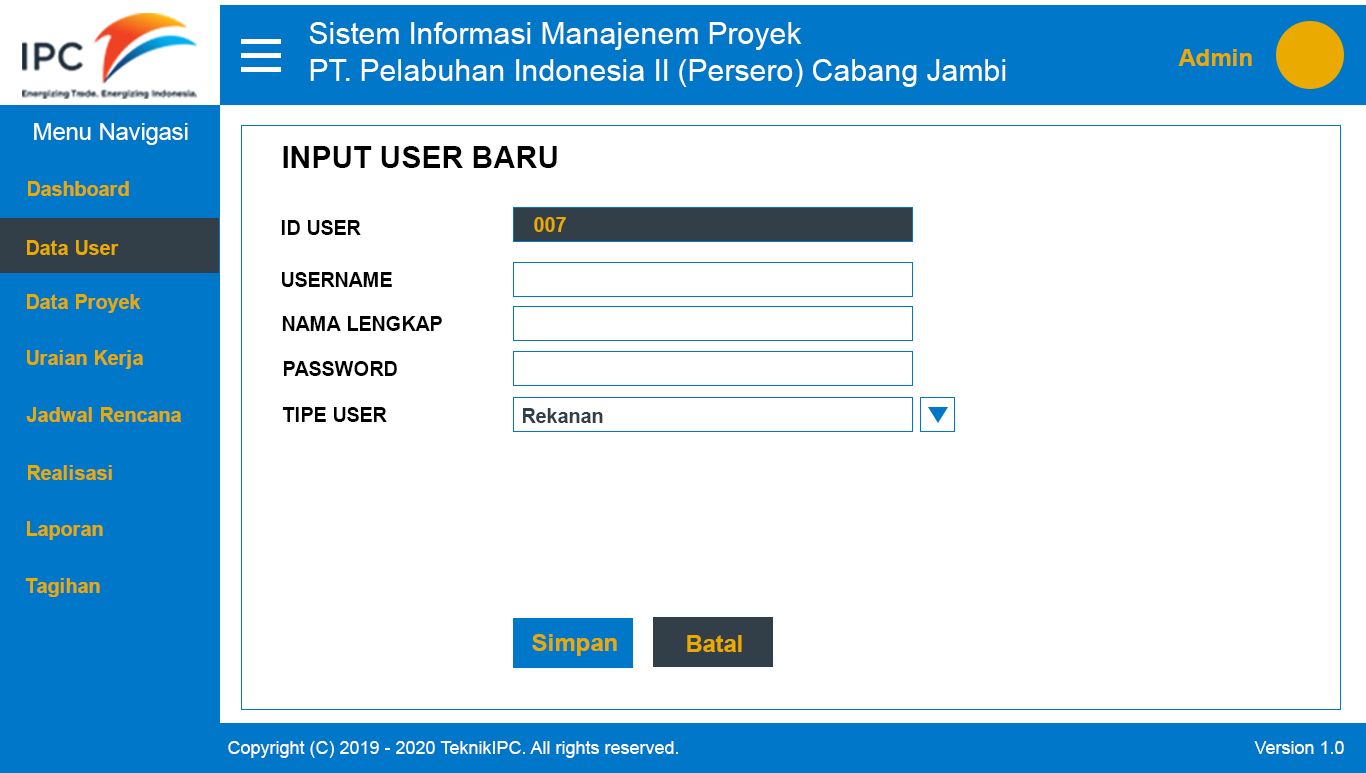 IPC
Energizing Trade. Energizing Indonesia.
Sistem Informasi Manajenem Proyek
PT. Pelabuhan Indonesia II (Persero) Cabang Jambi
Admin
Menu Navigasi
Dashboard
Data User
Data Proyek
Uraian Kerja
Jadwal Rencana
Realisasi
Laporan
Tagihan
INPUT USER BARU
ID USER 007
USERNAME
NAMA LENGKAP
PASSWORD
TIPE USER Rekanan
Simpan Batal
Copyright (C) 2019 - 2020 TeknikIPC. All rights reserved. Version 1.0